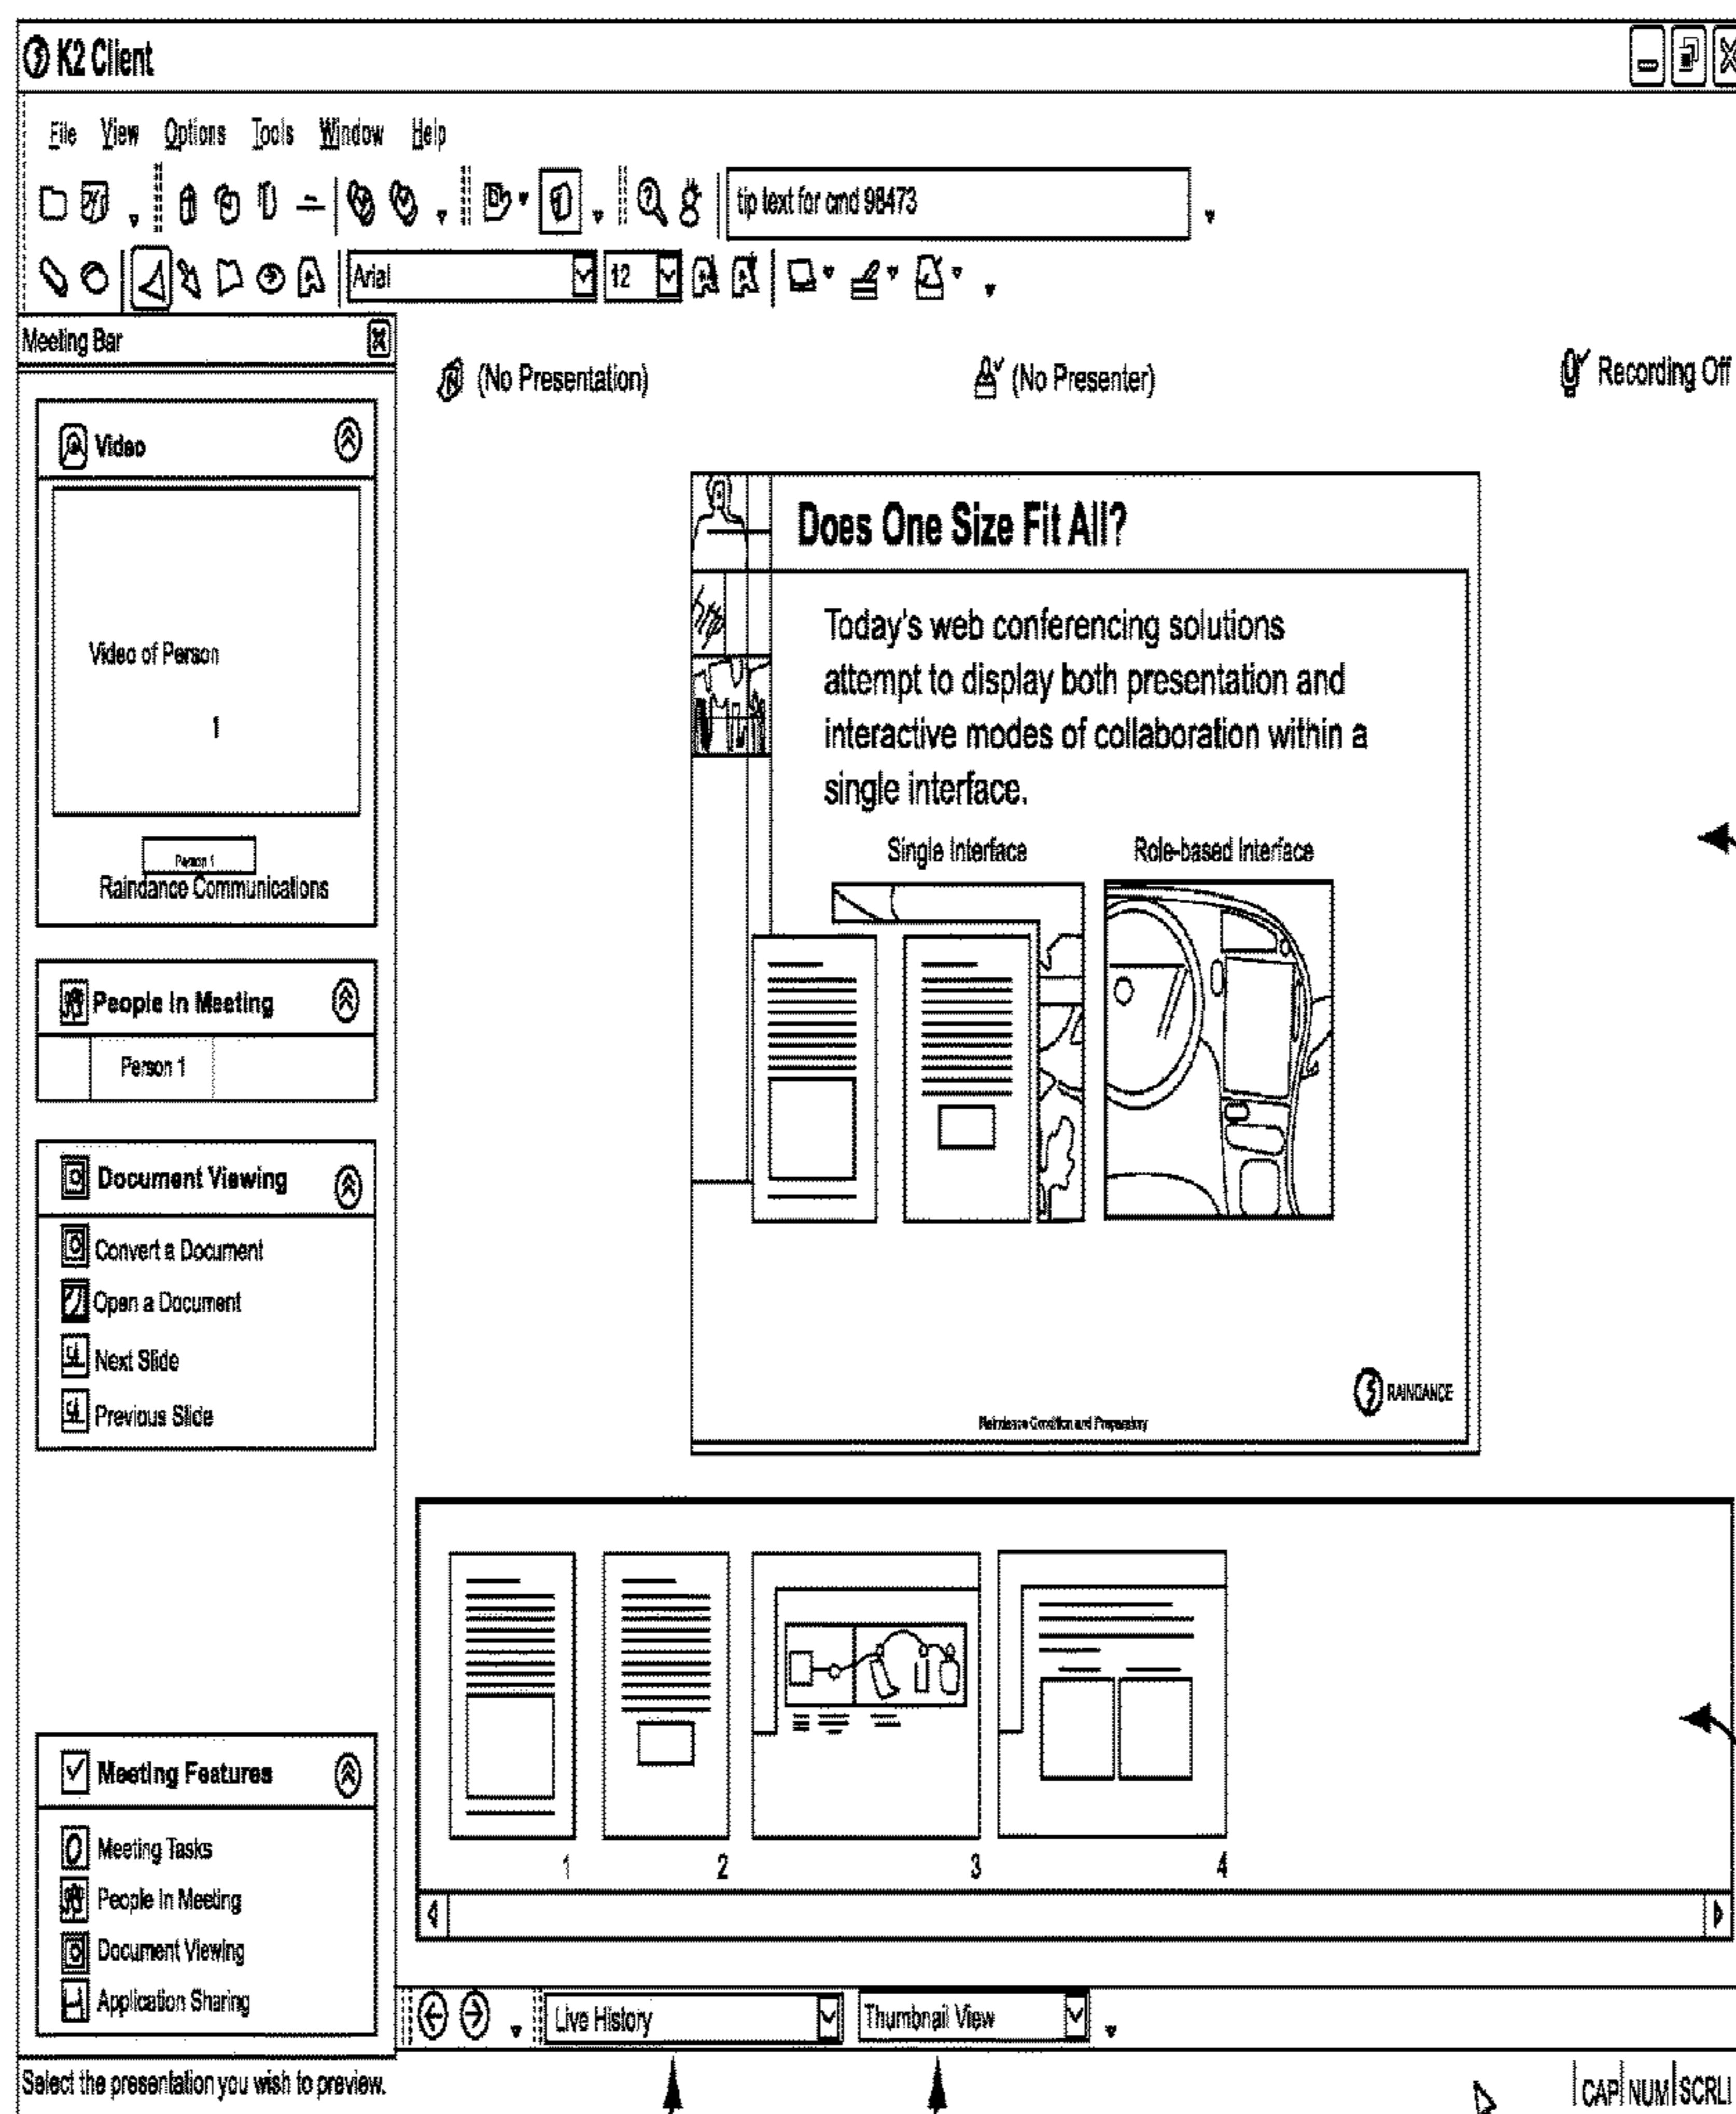 K2 Client
File View Options Tools Window Help
tip text for cmd 98473
Arial 12
Meeting Bar
(No Presentation) (No Presenter) Recording Off
Video
Video of Person
1
Person 1
Raindance Communications
People In Meeting
Person 1
Document Viewing
Convert a Document
Open a Document
Next Slide
Previous Slide
Meeting Features
Meeting Tasks
People In Meeting
Document Viewing
Application Sharing
Does One Size Fit All?
Today's web conferencing solutions
attempt to display both presentation and
interactive modes of collaboration within a
single interface.
Single Interface Role-based Interface
RAINDANCE
1 2 3 4
Live History Thumbnail View
Select the presentation you wish to preview. CAP NUM SCRL